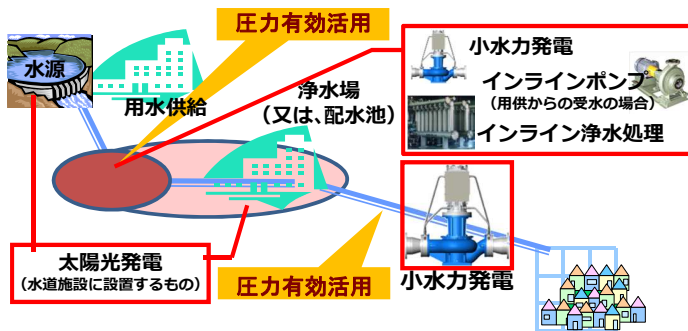 圧力有効活用
水源
用水供給
浄水場
（又は、配水池）
小水力発電
インラインポンプ
（用供からの受水の場合）
インライン浄水処理
太陽光発電
（水道施設に設置するもの）
圧力有効活用
小水力発電